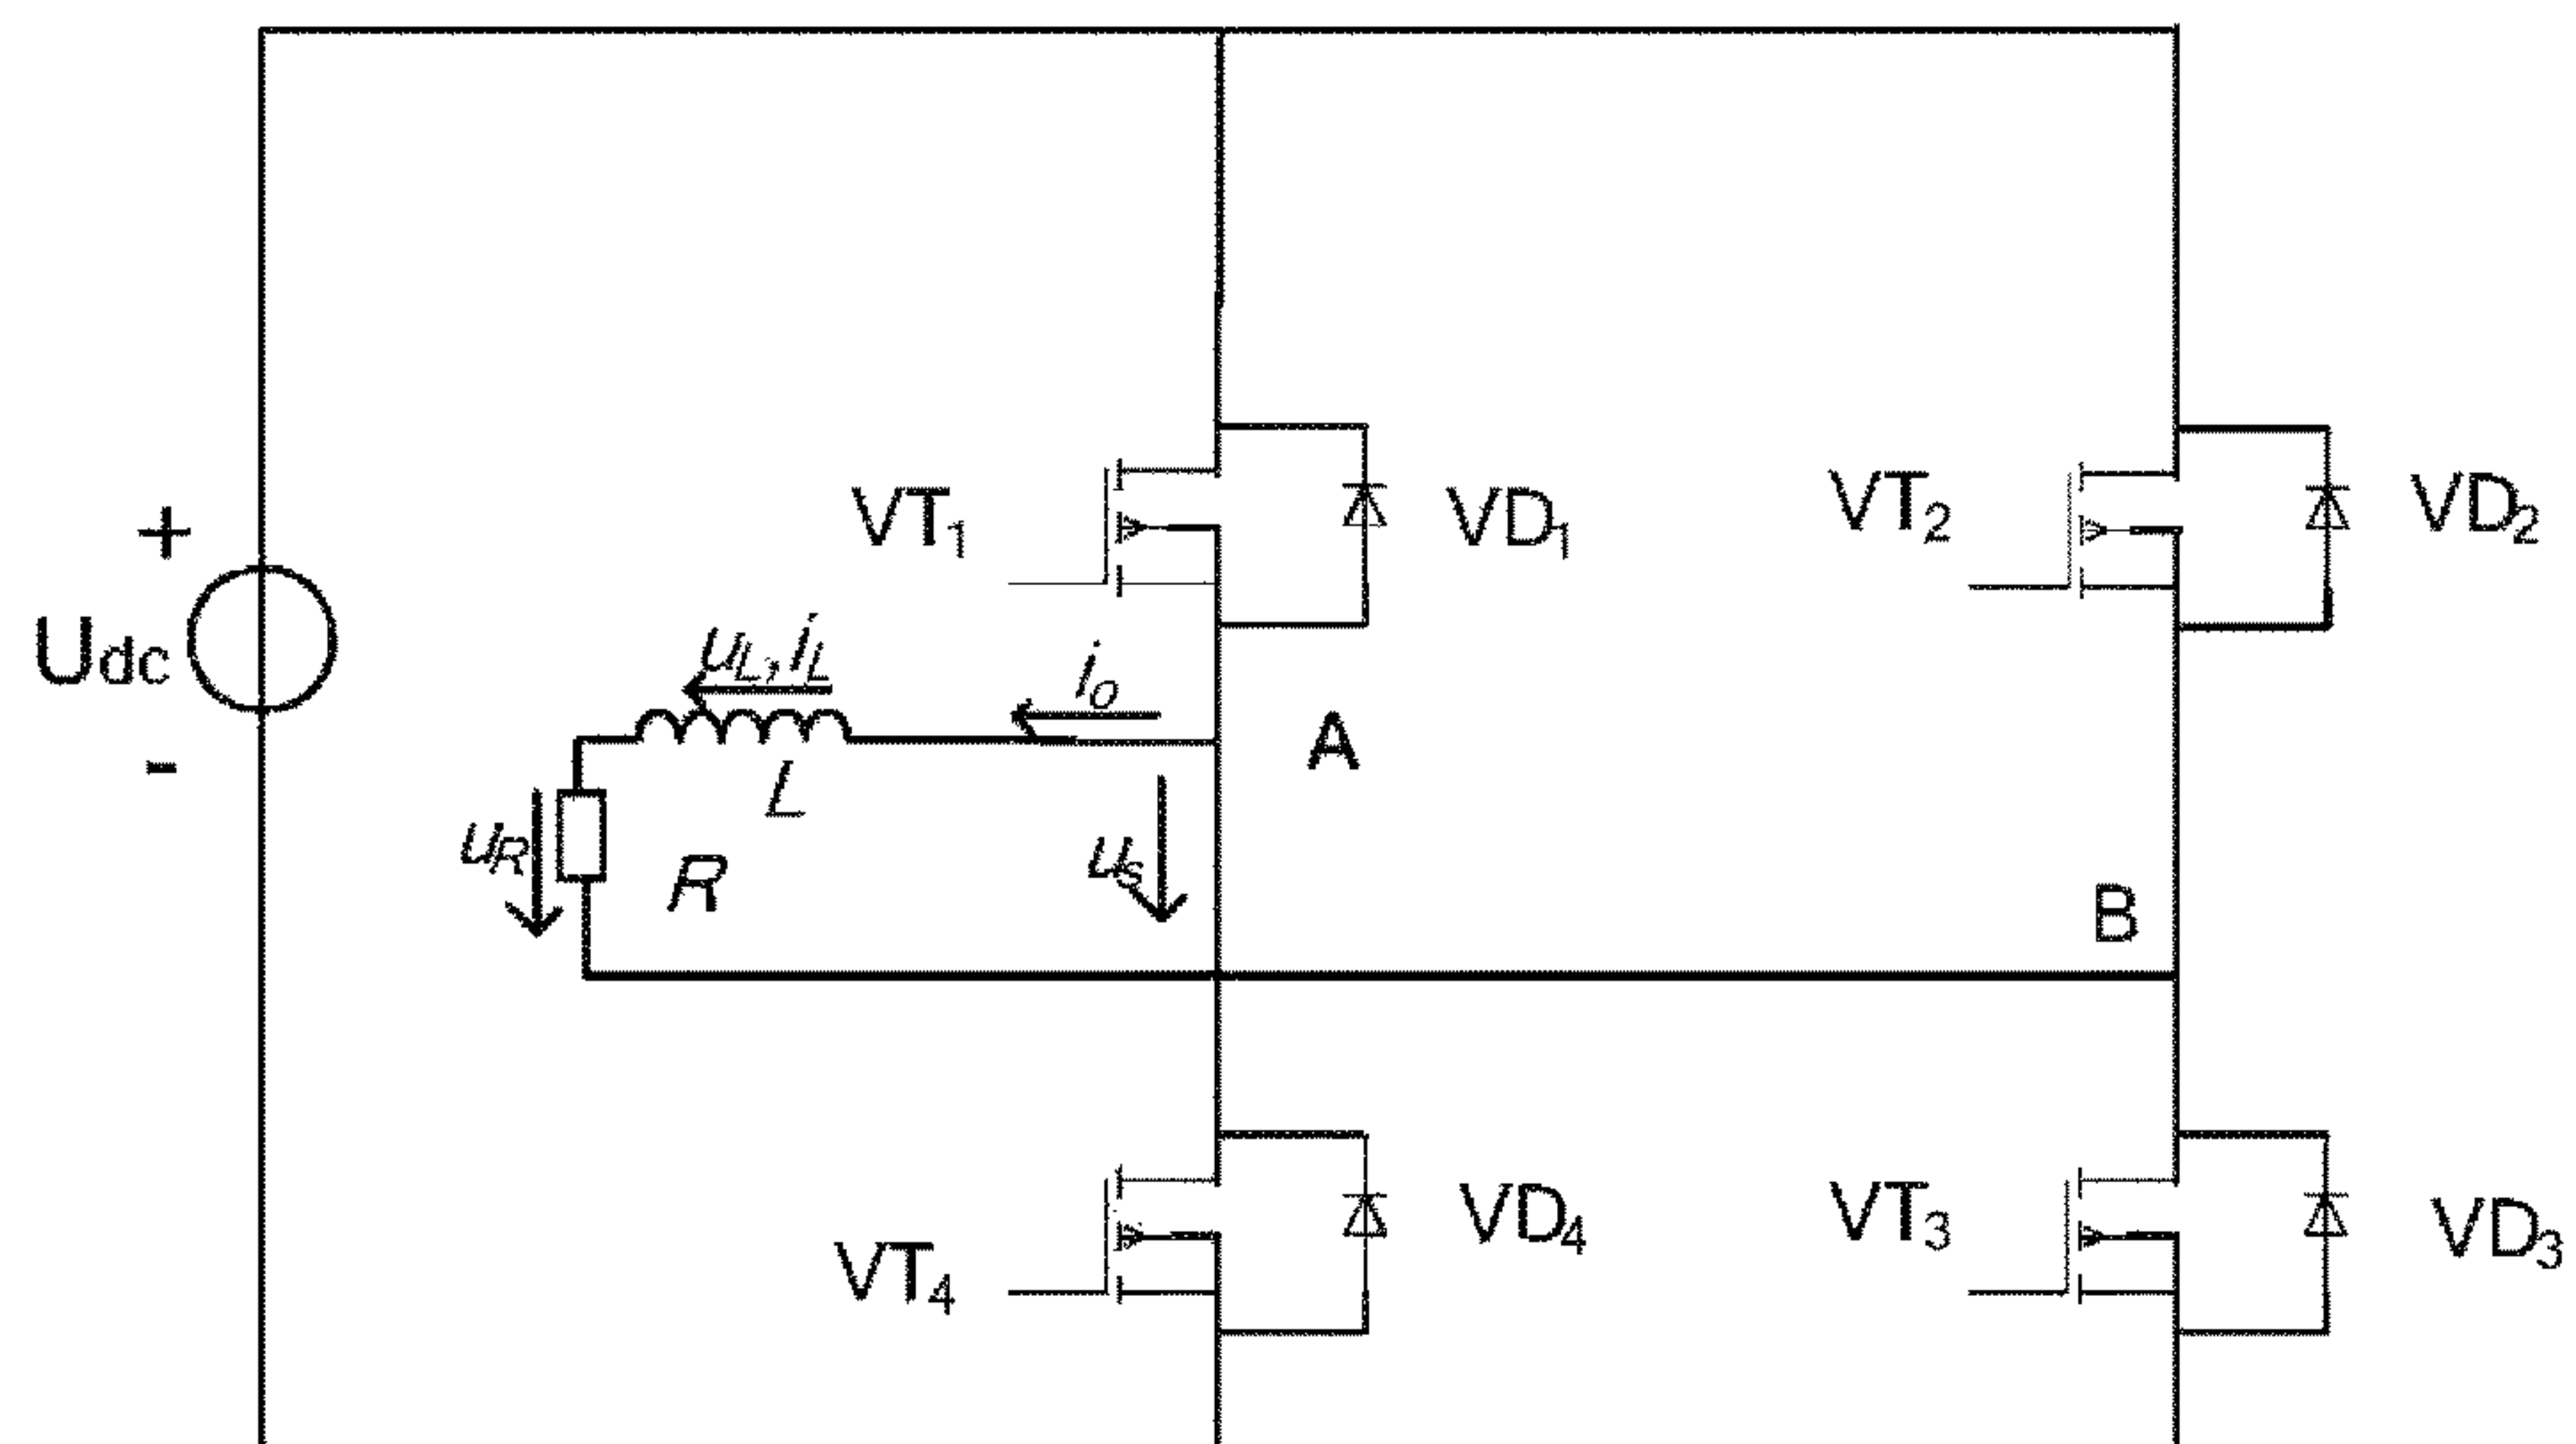 +
Udc
-
VT1
VD1
VT2
VD2
uL, iL
io
A
L
uR
R
us
B
VT4
VD4
VT3
VD3